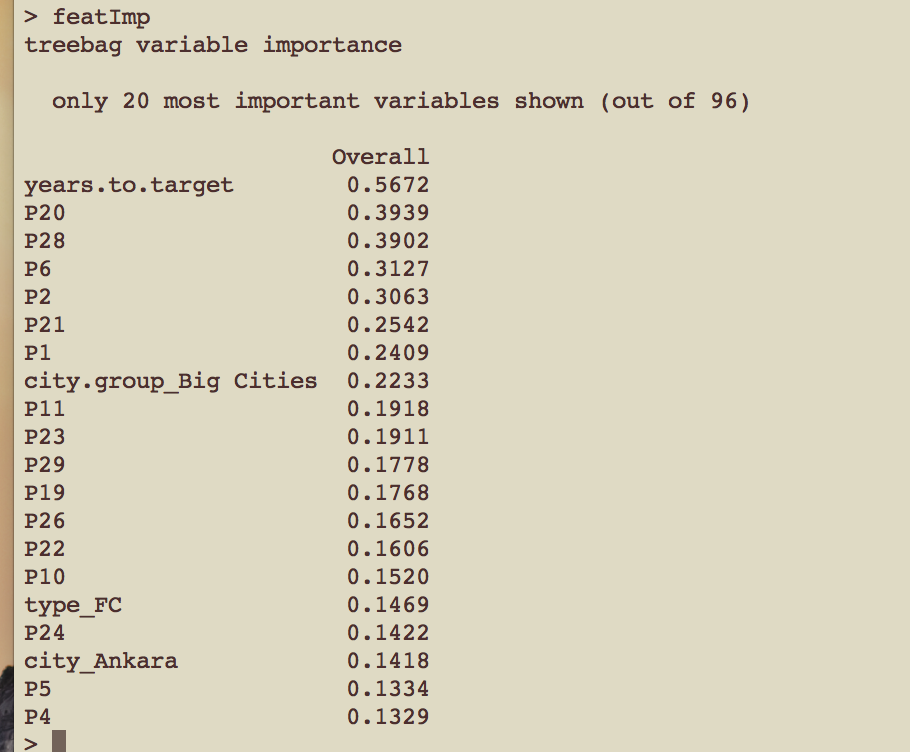 > featImp
treebag variable importance
only 20 most important variables shown (out of 96)
Overall
years.to.target 0.5672
P20 0.3939
P28 0.3902
P6 0.3127
P2 0.3063
P21 0.2542
P1 0.2409
city.group_Big Cities 0.2233
P11 0.1918
P23 0.1911
P29 0.1778
P19 0.1768
P26 0.1652
P22 0.1606
P10 0.1520
type_FC 0.1469
P24 0.1422
city_Ankara 0.1418
P5 0.1334
P4 0.1329
>